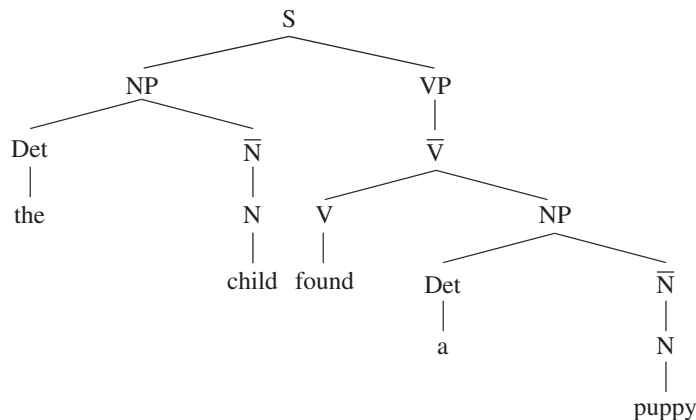 S
NP VP
Det N̅ V̅
the N V NP
child found Det N̅
a N
puppy